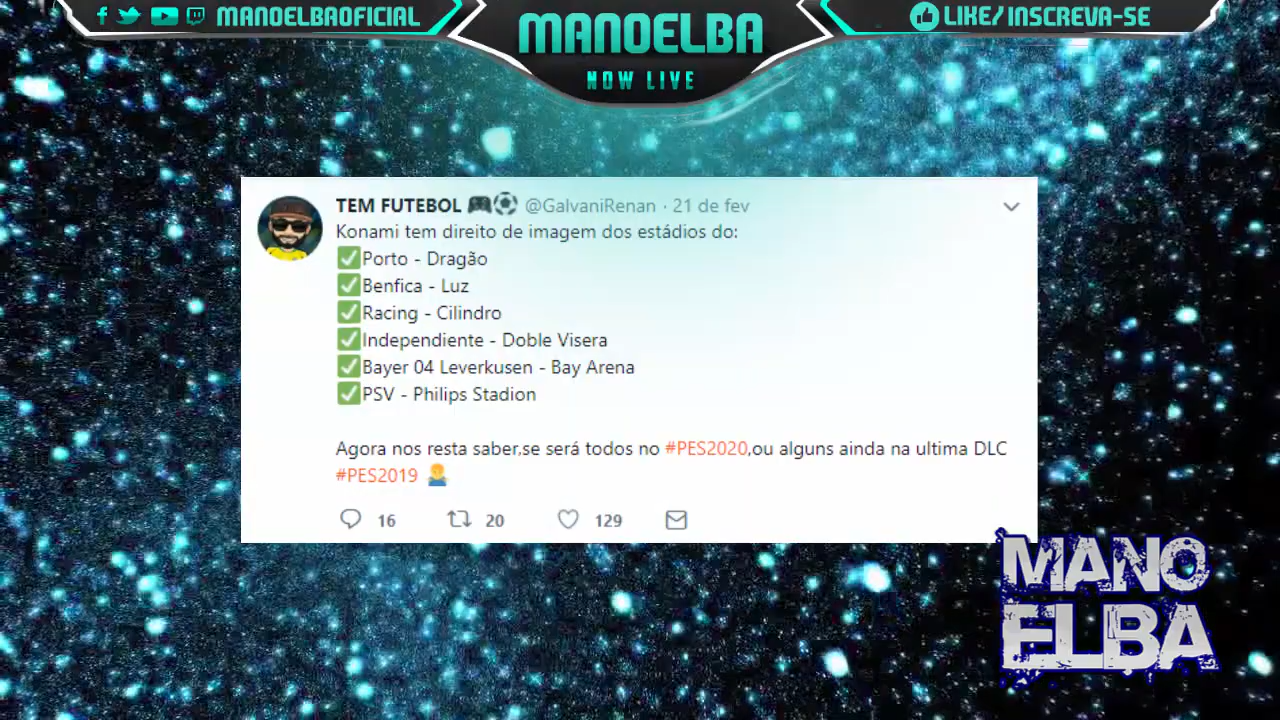 MANOELBAOFICIAL
MANOELBA
NOW LIVE
LIKE/INSCREVA-SE
TEM FUTEBOL 🎮⚽ @GalvaniRenan · 21 de fev
Konami tem direito de imagem dos estádios do:
✅Porto - Dragão
✅Benfica - Luz
✅Racing - Cilindro
✅Independiente - Doble Visera
✅Bayer 04 Leverkusen - Bay Arena
✅PSV - Philips Stadion
Agora nos resta saber,se será todos no #PES2020,ou alguns ainda na ultima DLC
#PES2019 🤷‍♂️
16 20 129
MANO
ELBA